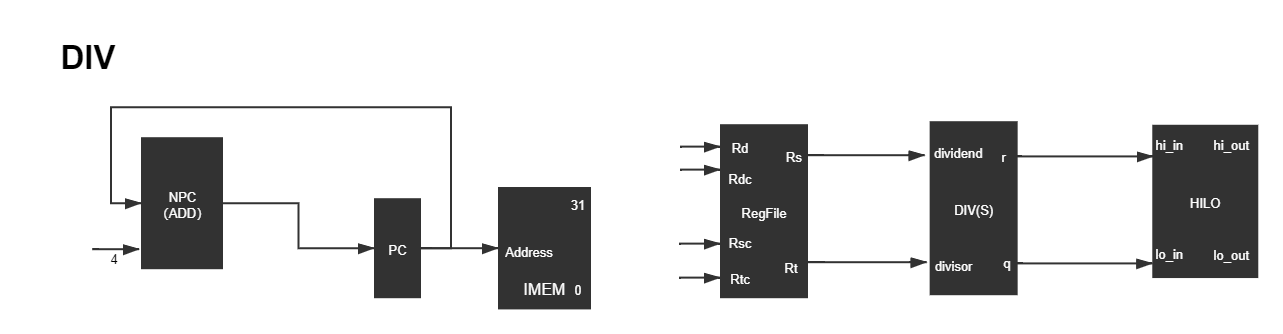 DIV
NPC
(ADD)
4
PC
31
Address
IMEM 0
Rd
Rs
Rdc
RegFile
Rsc
Rt
Rtc
dividend r
DIV(S)
divisor q
hi_in hi_out
HILO
lo_in lo_out